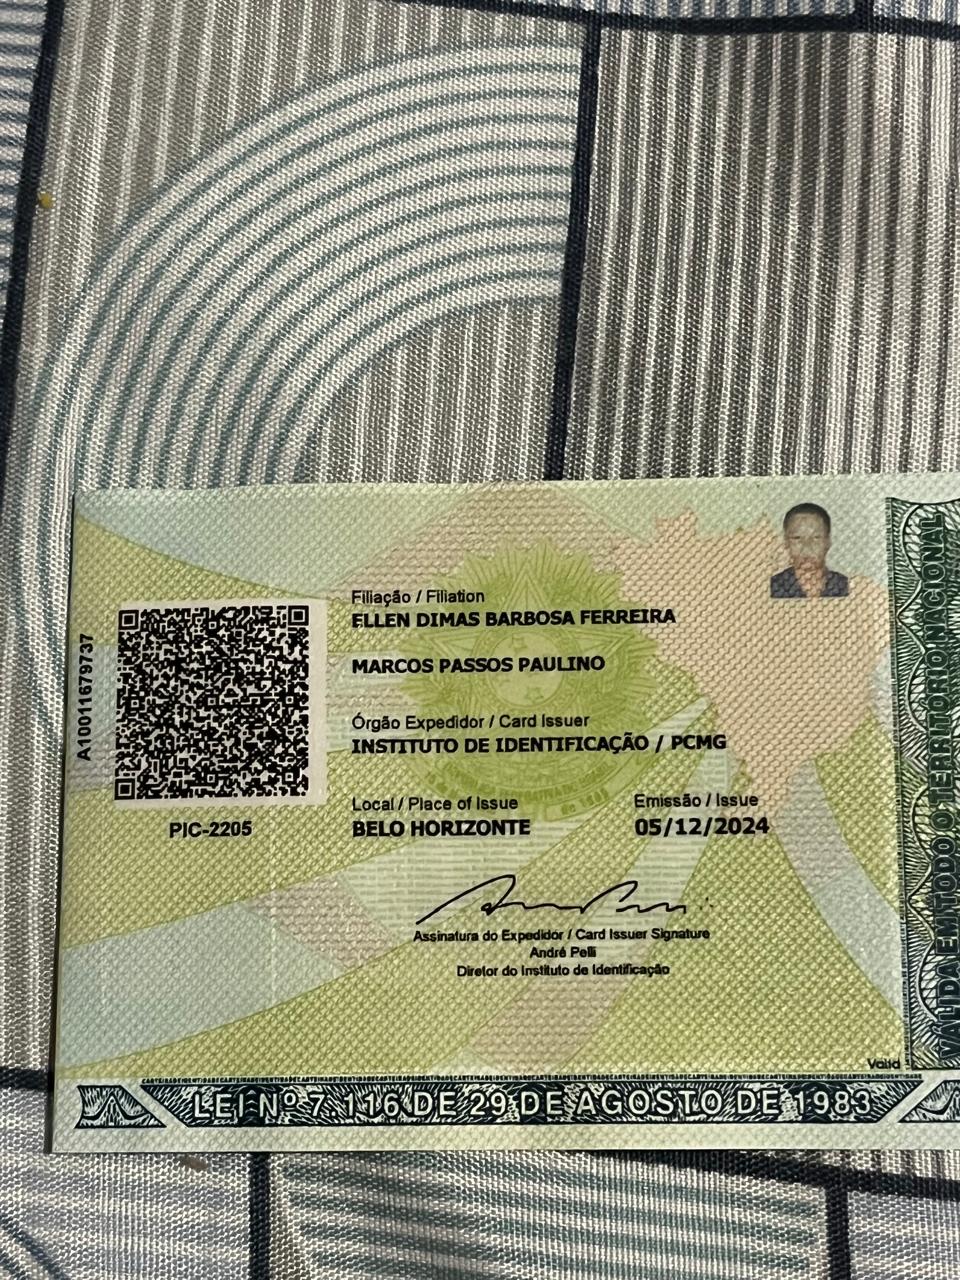 Filiação / Filiation
ELLEN DIMAS BARBOSA FERREIRA
MARCOS PASSOS PAULINO
Órgão Expedidor / Card Issuer
INSTITUTO DE IDENTIFICAÇÃO / PCMG
Local / Place of Issue
BELO HORIZONTE
Emissão / Issue
05/12/2024
A10011679737
PIC-2205
Assinatura do Expedidor / Card Issuer Signature
André Pelli
Diretor do Instituto de Identificação
Valid
LEI Nº 7.116 DE 29 DE AGOSTO DE 1983
VÁLIDA EM TODO O TERRITÓRIO NACIONAL